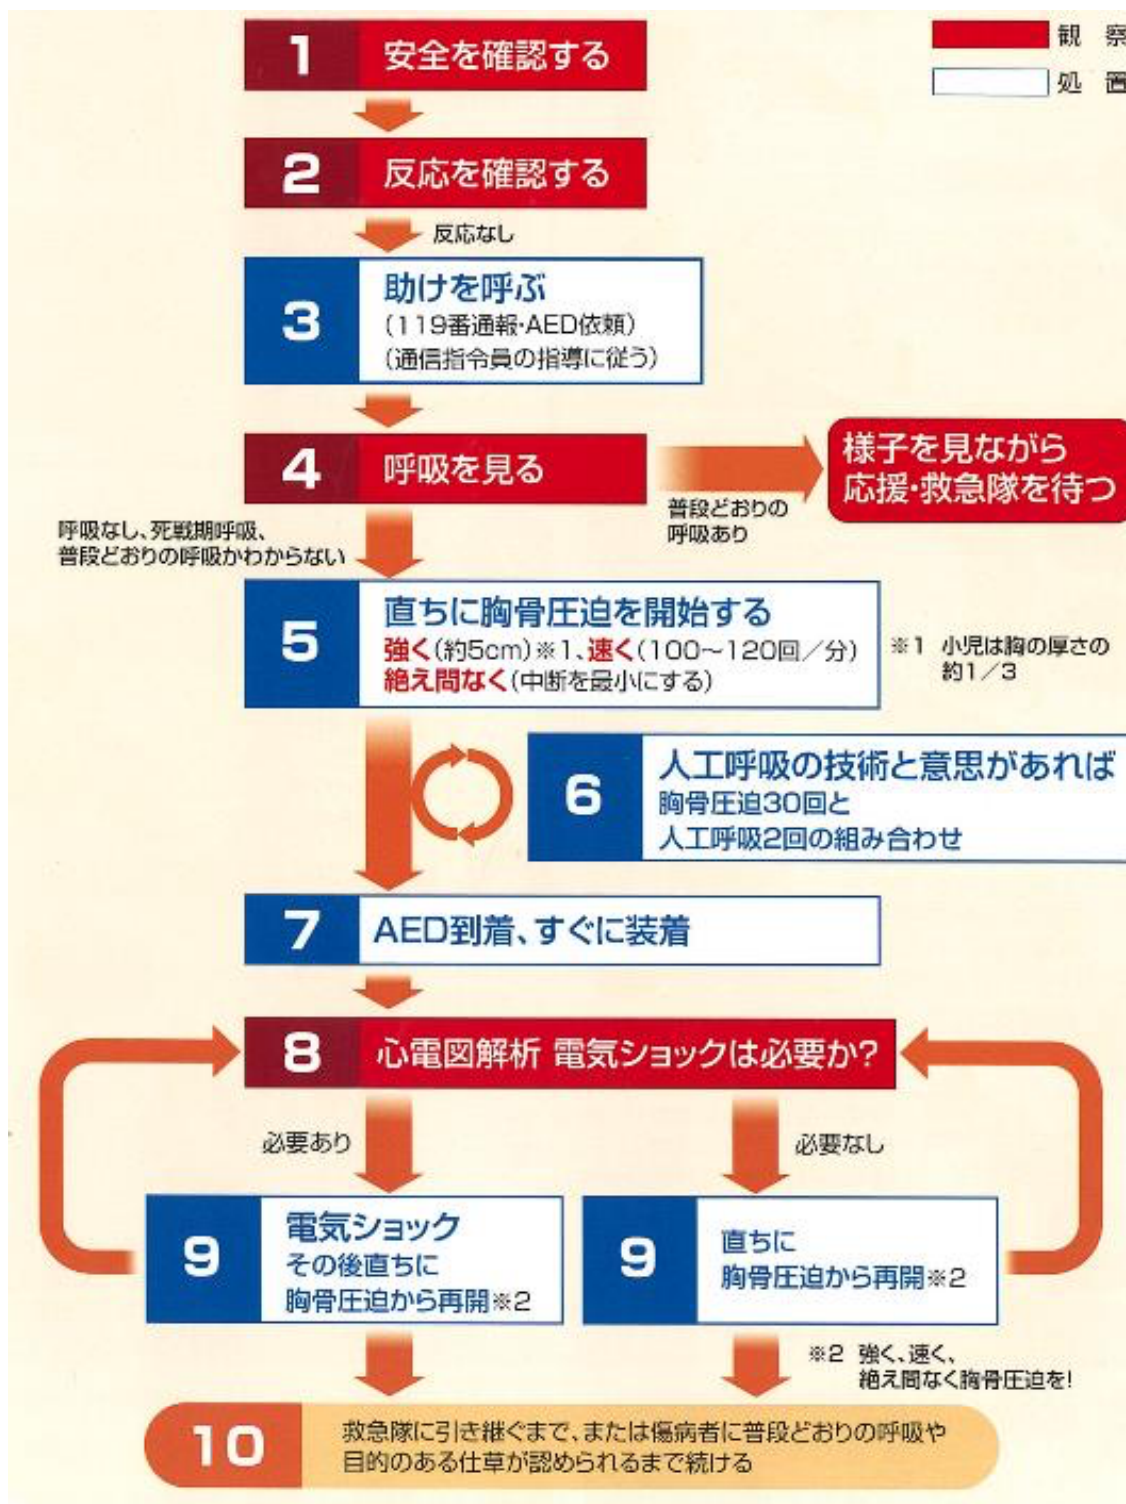 1 安全を確認する
観 察
処 置
2 反応を確認する
反応なし
3 助けを呼ぶ
(119番通報・AED依頼)
(通信指令員の指導に従う)
4 呼吸を見る
普段どおりの
呼吸あり
様子を見ながら
応援・救急隊を待つ
呼吸なし、死戦期呼吸、
普段どおりの呼吸かわからない
5 直ちに胸骨圧迫を開始する
強く(約5cm)※1、速く(100〜120回/分)
絶え間なく(中断を最小にする)
※1 小児は胸の厚さの
約1/3
6 人工呼吸の技術と意思があれば
胸骨圧迫30回と
人工呼吸2回の組み合わせ
7 AED到着、すぐに装着
8 心電図解析 電気ショックは必要か?
必要あり
必要なし
9 電気ショック
その後直ちに
胸骨圧迫から再開※2
9 直ちに
胸骨圧迫から再開※2
※2 強く、速く、
絶え間なく胸骨圧迫を!
10 救急隊に引き継ぐまで、または傷病者に普段どおりの呼吸や
目的のある仕草が認められるまで続ける